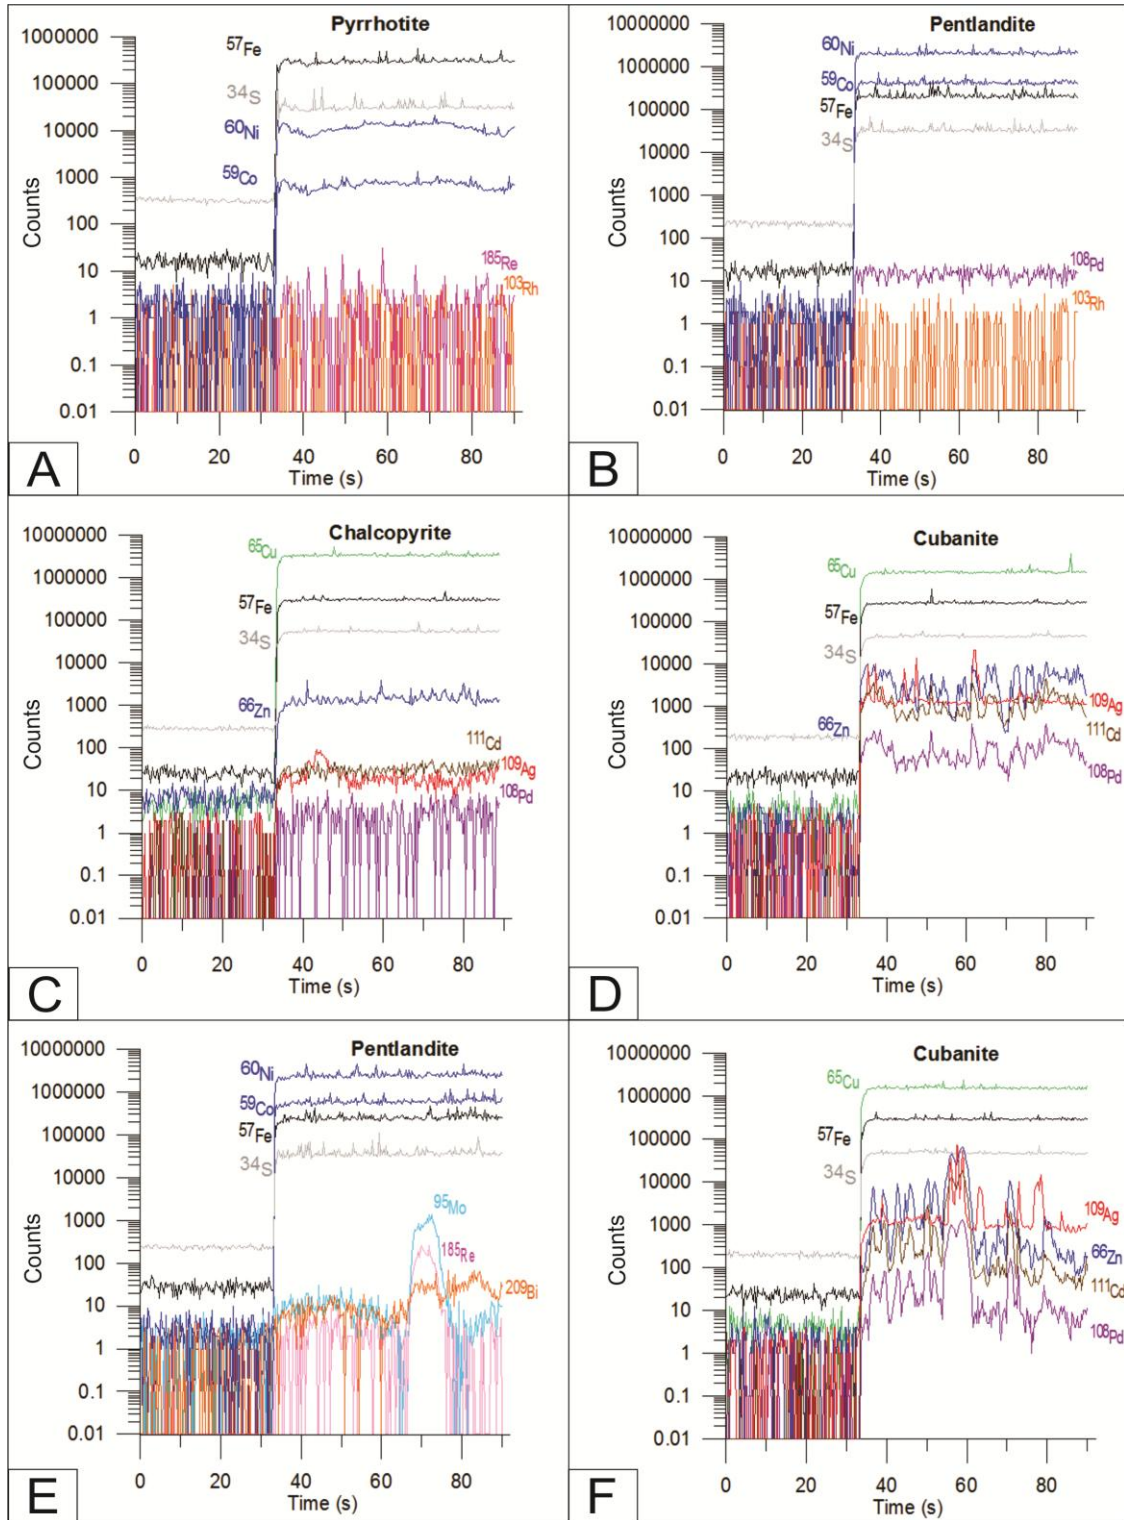 Pyrrhotite
1000000
100000
10000
1000
100
10
1
0.1
0.01
Counts
57Fe
34S
60Ni
59Co
185Re
103Rh
0 20 40 60 80
Time (s)
A
Pentlandite
10000000
1000000
100000
10000
1000
100
10
1
0.1
0.01
Counts
60Ni
59Co
57Fe
34S
108Pd
103Rh
0 20 40 60 80
Time (s)
B
Chalcopyrite
10000000
1000000
100000
10000
1000
100
10
1
0.1
0.01
Counts
65Cu
57Fe
34S
66Zn
111Cd
109Ag
108Pd
0 20 40 60 80
Time (s)
C
Cubanite
10000000
1000000
100000
10000
1000
100
10
1
0.1
0.01
Counts
65Cu
57Fe
34S
109Ag
66Zn
111Cd
108Pd
0 20 40 60 80
Time (s)
D
Pentlandite
10000000
1000000
100000
10000
1000
100
10
1
0.1
0.01
Counts
60Ni
59Co
57Fe
34S
95Mo
185Re
209Bi
0 20 40 60 80
Time (s)
E
Cubanite
10000000
1000000
100000
10000
1000
100
10
1
0.1
0.01
Counts
65Cu
57Fe
34S
109Ag
66Zn
111Cd
108Pd
0 20 40 60 80
Time (s)
F